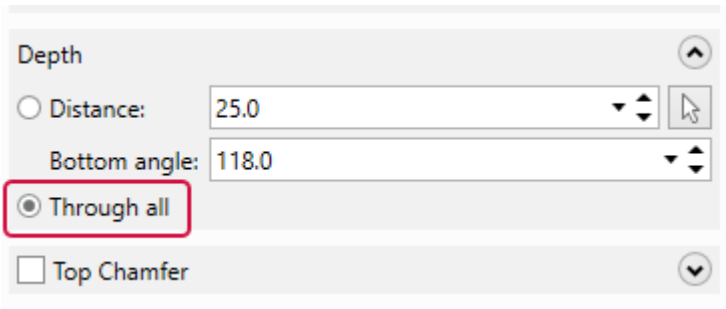 Depth
Distance: 25.0
Bottom angle: 118.0
Through all
Top Chamfer